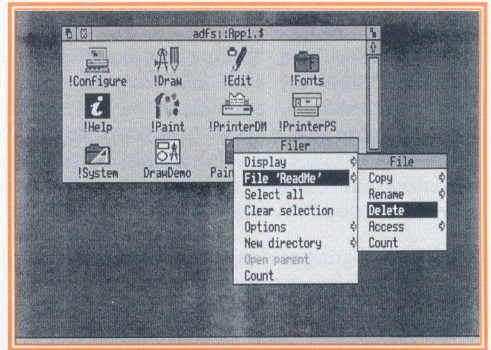 adfs::App1.$
!Configure !Draw !Edit !Fonts
!Help !Paint !PrinterDM !PrinterPS
!System DrawDemo Pain
Filer
Display
File 'ReadMe'
Select all
Clear selection
Options
New directory
Open parent
Count
File
Copy
Rename
Delete
Access
Count